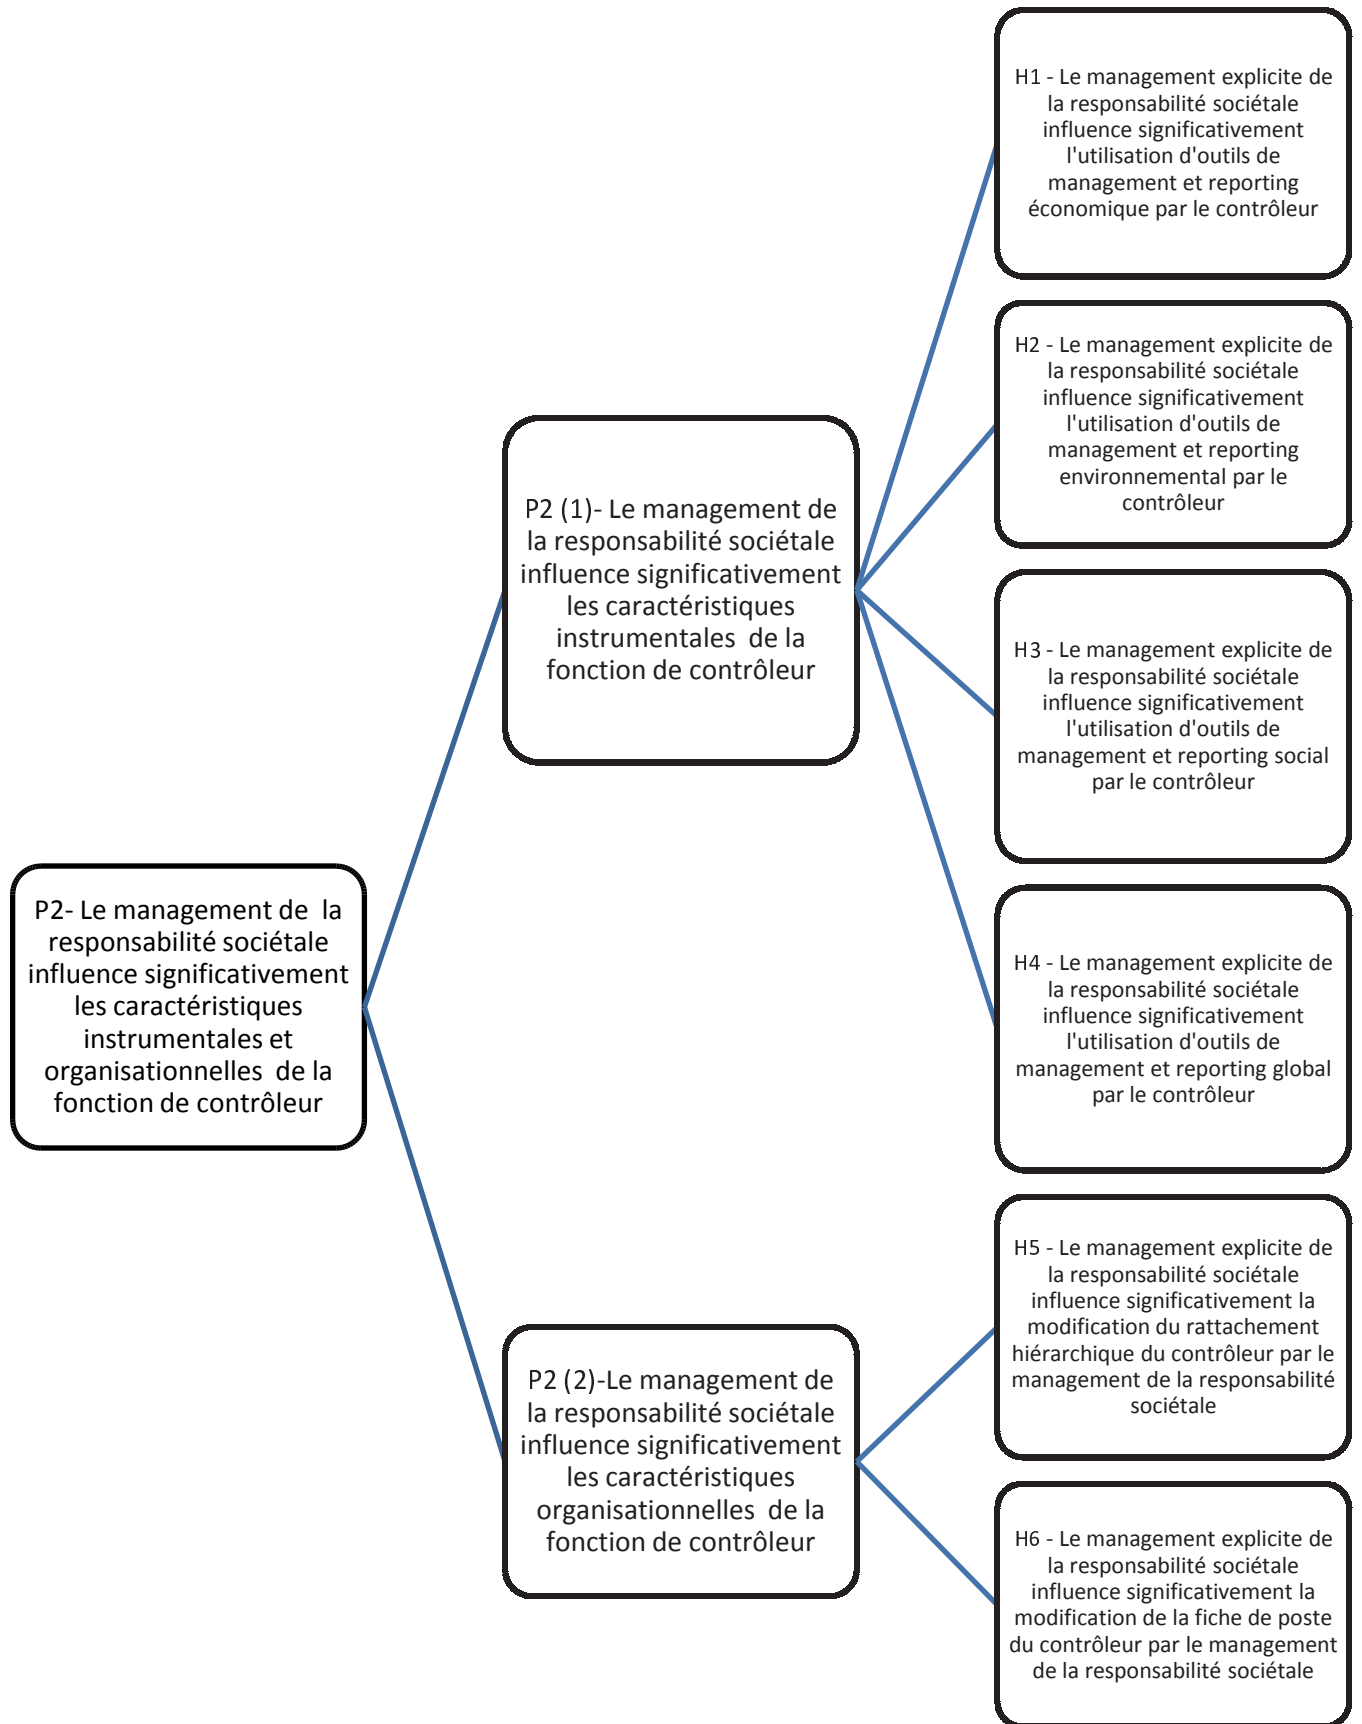 P2- Le management de  la
responsabilité sociétale
influence significativement
les caractéristiques
instrumentales et
organisationnelles  de la
fonction de contrôleur
P2 (1)- Le management de
la responsabilité sociétale
influence significativement
les caractéristiques
instrumentales  de la
fonction de contrôleur
H1 - Le management explicite de
la responsabilité sociétale
influence significativement
l'utilisation d'outils de
management et reporting
économique par le contrôleur
H2 - Le management explicite de
la responsabilité sociétale
influence significativement
l'utilisation d'outils de
management et reporting
environnemental par le
contrôleur
H3 - Le management explicite de
la responsabilité sociétale
influence significativement
l'utilisation d'outils de
management et reporting social
par le contrôleur
H4 - Le management explicite de
la responsabilité sociétale
influence significativement
l'utilisation d'outils de
management et reporting global
par le contrôleur
P2 (2)-Le management de
la responsabilité sociétale
influence significativement
les caractéristiques
organisationnelles  de la
fonction de contrôleur
H5 - Le management explicite de
la responsabilité sociétale
influence significativement la
modification du rattachement
hiérarchique du contrôleur par le
management de la responsabilité
sociétale
H6 - Le management explicite de
la responsabilité sociétale
influence significativement la
modification de la fiche de poste
du contrôleur par le management
de la responsabilité sociétale